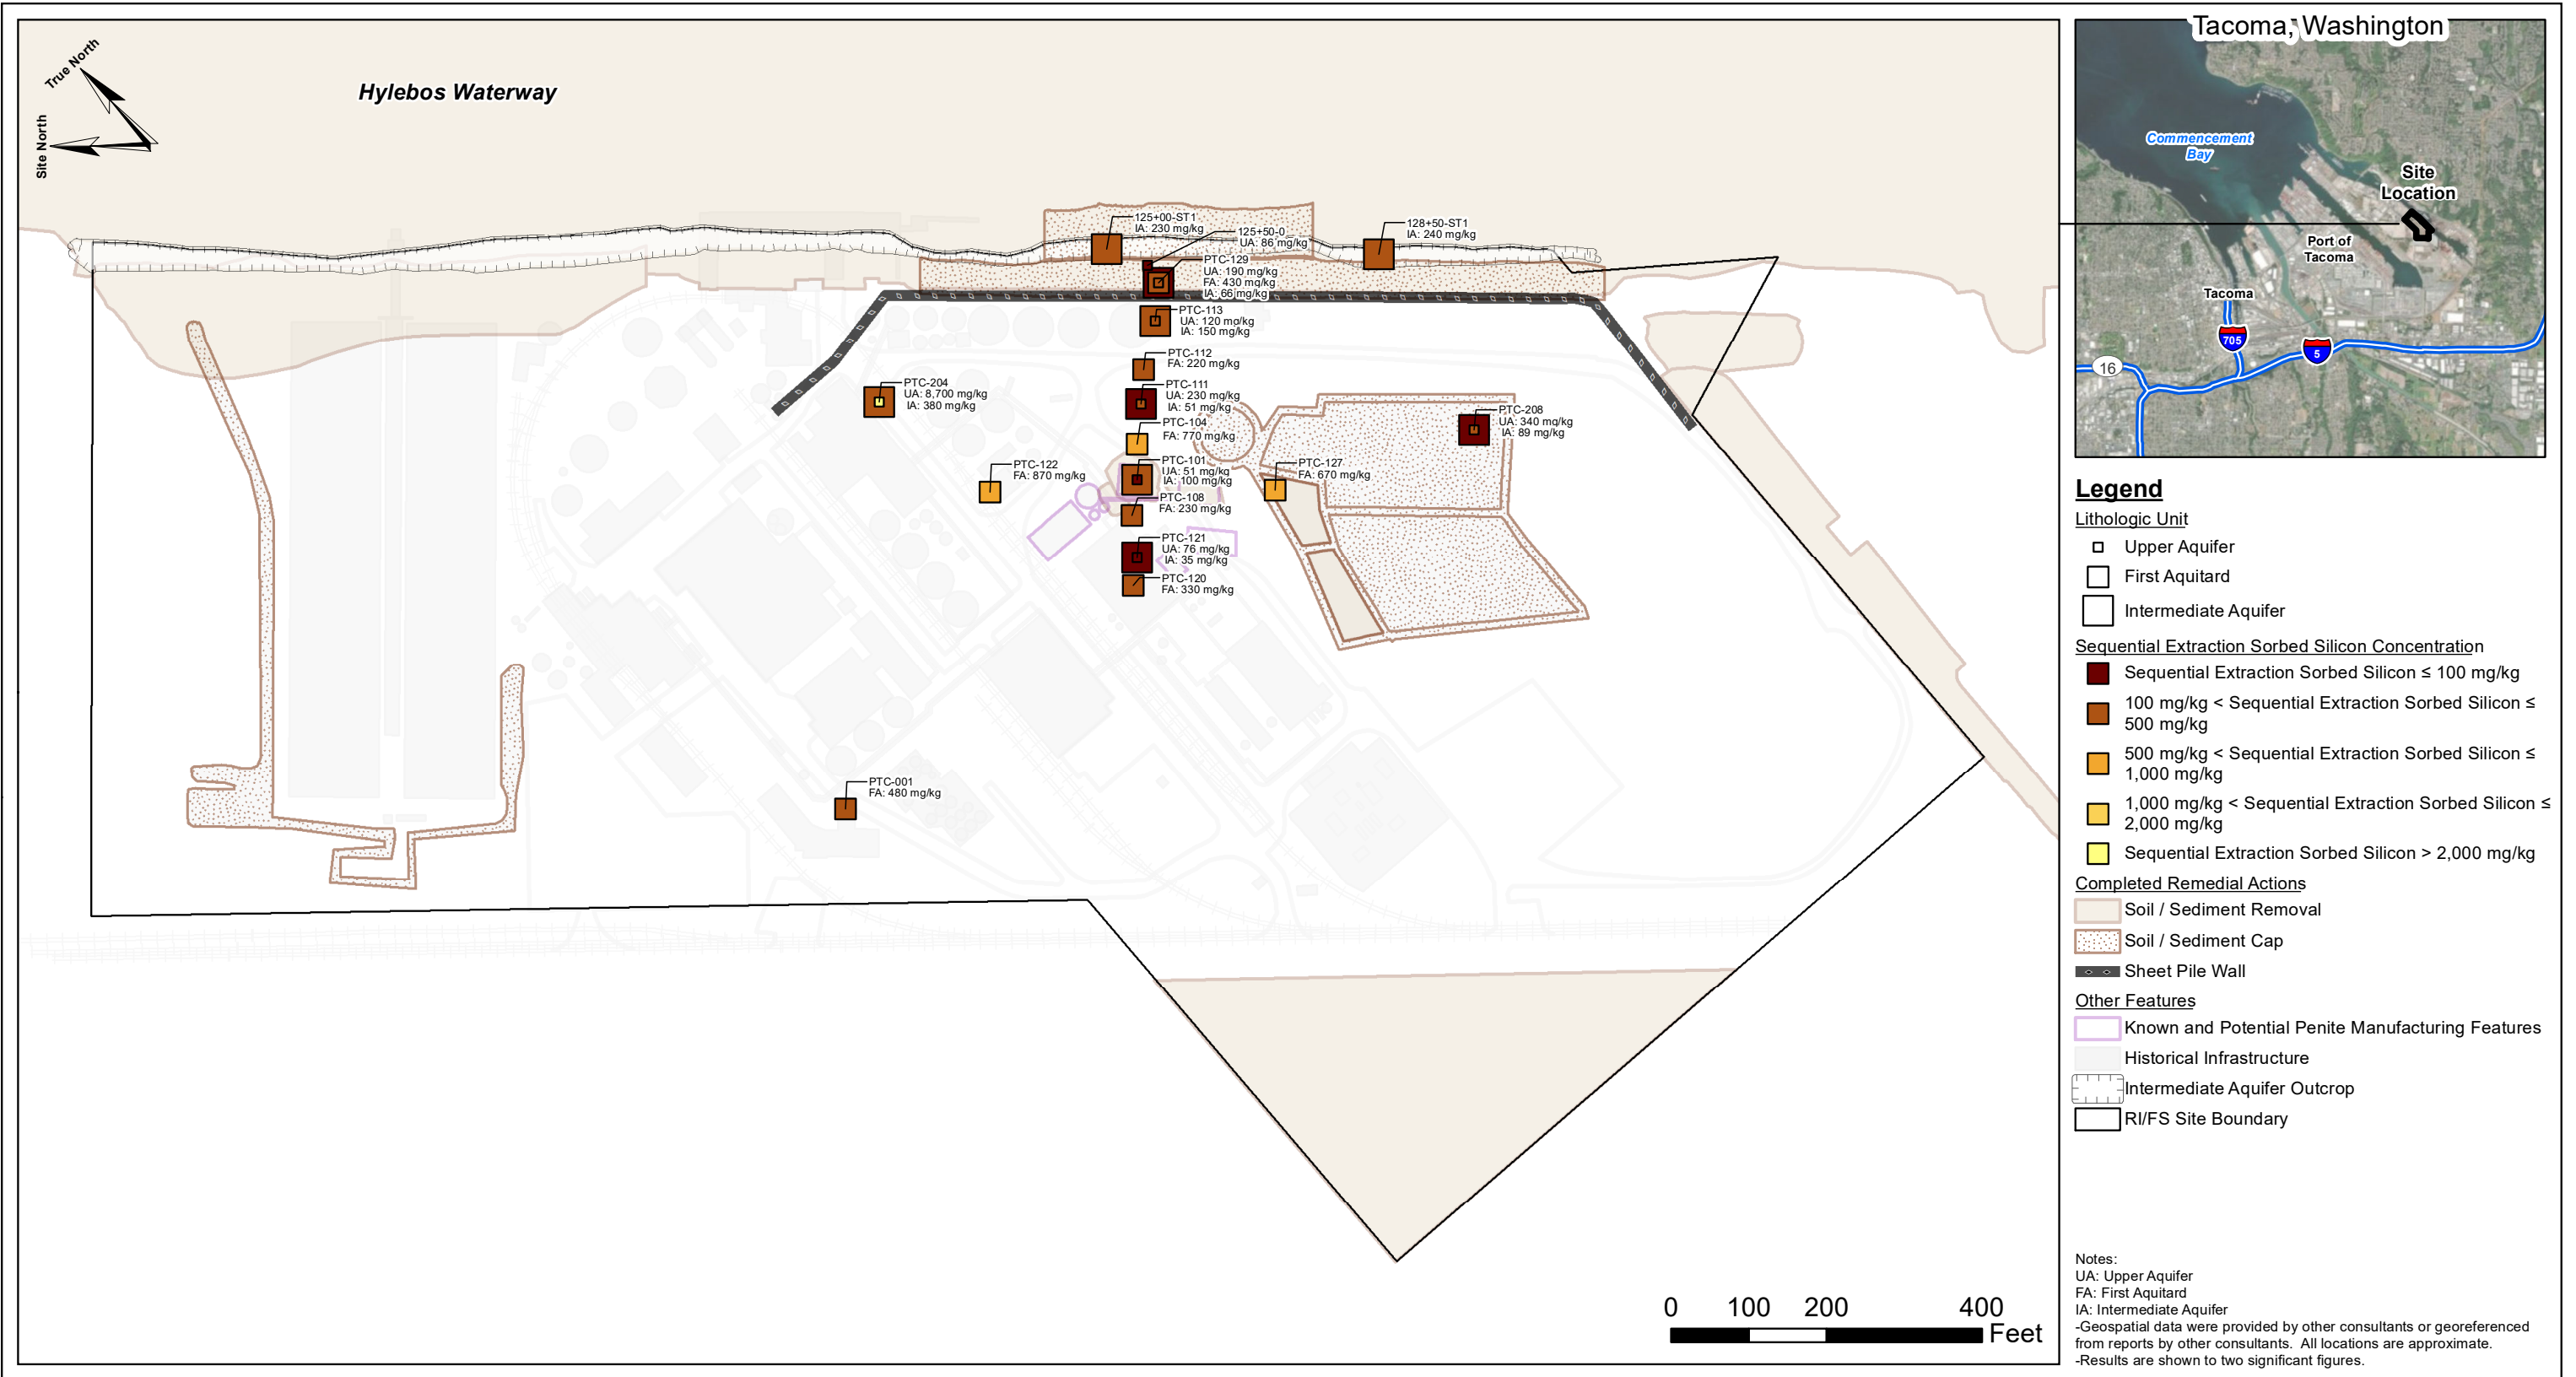 True North
Site North
Hylebos Waterway
125+00-ST1
IA: 230 mg/kg
125+50-0
UA: 86 mg/kg
128+50-ST1
IA: 240 mg/kg
PTC-129
UA: 190 mg/kg
FA: 430 mg/kg
IA: 66 mg/kg
PTC-113
UA: 120 mg/kg
IA: 150 mg/kg
PTC-112
FA: 220 mg/kg
PTC-204
UA: 8,700 mg/kg
IA: 380 mg/kg
PTC-111
UA: 230 mg/kg
IA: 51 mg/kg
PTC-208
UA: 340 mg/kg
IA: 89 mg/kg
PTC-104
FA: 770 mg/kg
PTC-122
FA: 870 mg/kg
PTC-101
UA: 51 mg/kg
IA: 100 mg/kg
PTC-127
FA: 670 mg/kg
PTC-108
FA: 230 mg/kg
PTC-121
UA: 76 mg/kg
IA: 35 mg/kg
PTC-120
FA: 330 mg/kg
PTC-001
FA: 480 mg/kg
0 100 200 400
Feet
Tacoma, Washington
Commencement
Bay
Site
Location
Port of
Tacoma
Tacoma
705
5
16
Legend
Lithologic Unit
Upper Aquifer
First Aquitard
Intermediate Aquifer
Sequential Extraction Sorbed Silicon Concentration
Sequential Extraction Sorbed Silicon ≤ 100 mg/kg
100 mg/kg < Sequential Extraction Sorbed Silicon ≤
500 mg/kg
500 mg/kg < Sequential Extraction Sorbed Silicon ≤
1,000 mg/kg
1,000 mg/kg < Sequential Extraction Sorbed Silicon ≤
2,000 mg/kg
Sequential Extraction Sorbed Silicon > 2,000 mg/kg
Completed Remedial Actions
Soil / Sediment Removal
Soil / Sediment Cap
Sheet Pile Wall
Other Features
Known and Potential Penite Manufacturing Features
Historical Infrastructure
Intermediate Aquifer Outcrop
RI/FS Site Boundary
Notes:
UA: Upper Aquifer
FA: First Aquitard
IA: Intermediate Aquifer
-Geospatial data were provided by other consultants or georeferenced
from reports by other consultants.  All locations are approximate.
-Results are shown to two significant figures.